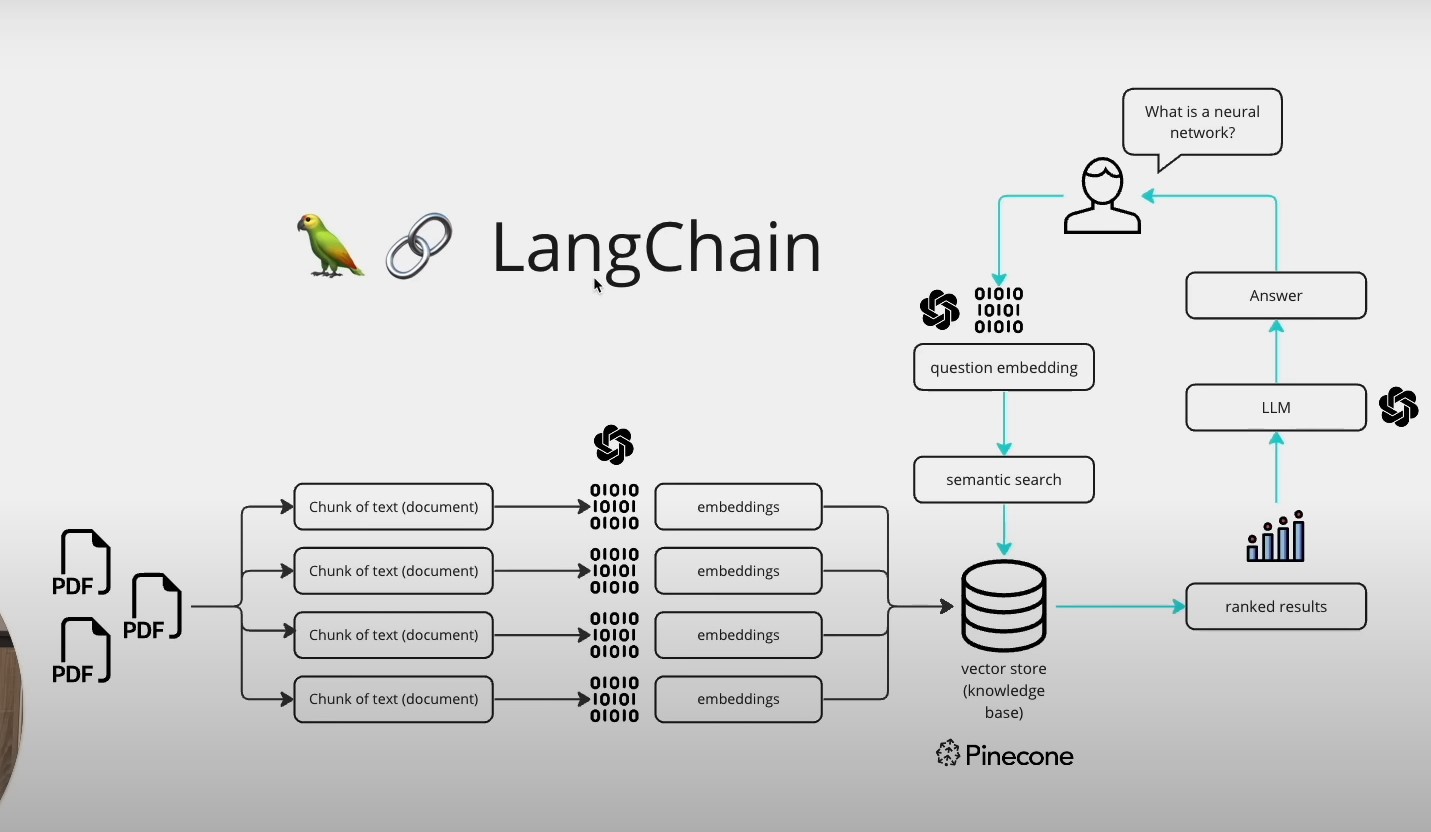 What is a neural
network?
LangChain
01010
10101
01010
Answer
question embedding
LLM
semantic search
PDF
PDF
PDF
Chunk of text (document)
01010
10101
01010
embeddings
Chunk of text (document)
01010
10101
01010
embeddings
Chunk of text (document)
01010
10101
01010
embeddings
Chunk of text (document)
01010
10101
01010
embeddings
ranked results
vector store
(knowledge
base)
Pinecone